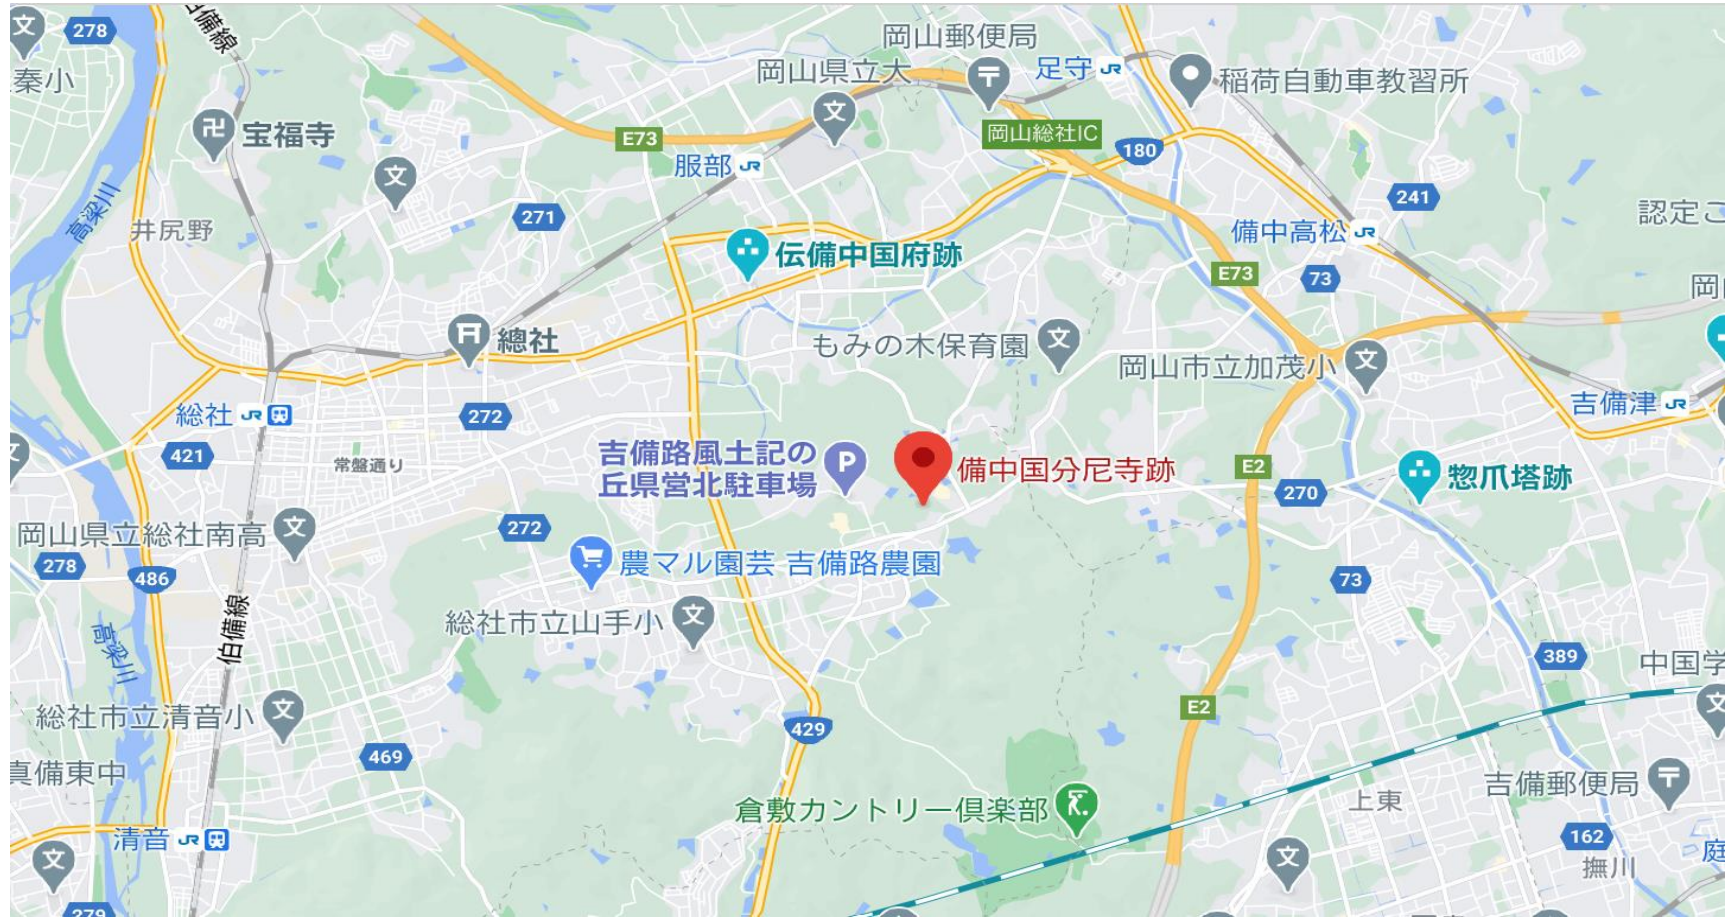 278
伯備線
岡山郵便局
岡山県立大
足守
稲荷自動車教習所
秦小
宝福寺
E73
岡山総社IC
180
服部
271
241
高梁川
井尻野
認定こ
備中高松
伝備中国府跡
E73
73
岡山
總社
もみの木保育園
岡山市立加茂小
総社
272
吉備津
421
常盤通り
吉備路風土記の
丘県営北駐車場
P
備中国分尼寺跡
E2
270
惣爪塔跡
岡山県立総社南高
272
278
486
農マル園芸 吉備路農園
73
高梁川
伯備線
総社市立山手小
389
中国学
総社市立清音小
E2
429
469
真備東中
吉備郵便局
倉敷カントリー倶楽部
上東
清音
162
撫川
庭
279